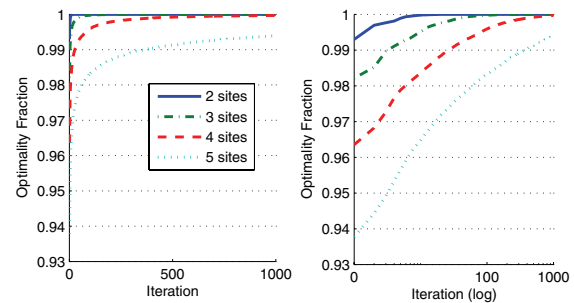 1
0.99
0.98
0.97
0.96
0.95
0.94
0.93
0
500
1000
Iteration
Optimality Fraction
2 sites
3 sites
4 sites
5 sites
1
0.99
0.98
0.97
0.96
0.95
0.94
0.93
0
10
100
1000
Iteration (log)
Optimality Fraction